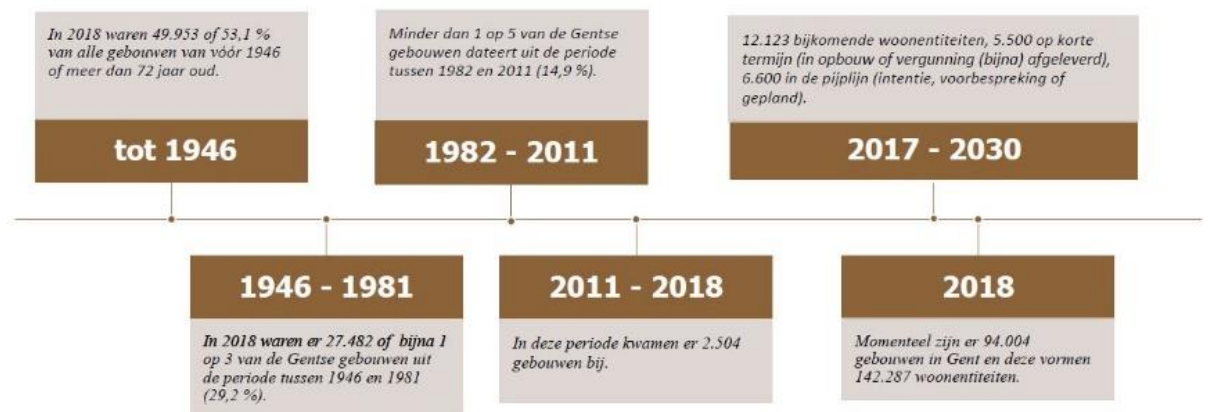 In 2018 waren 49.953 of 53,1 %
van alle gebouwen van vóór 1946
of meer dan 72 jaar oud.
tot 1946
Minder dan 1 op 5 van de Gentse
gebouwen dateert uit de periode
tussen 1982 en 2011 (14,9 %).
1982 - 2011
12.123 bijkomende woonentiteiten, 5.500 op korte
termijn (in opbouw of vergunning (bijna) afgeleverd),
6.600 in de pijplijn (intentie, voorbespreking of
gepland).
2017 - 2030
1946 - 1981
In 2018 waren er 27.482 of bijna 1
op 3 van de Gentse gebouwen uit
de periode tussen 1946 en 1981
(29,2 %).
2011 - 2018
In deze periode kwamen er 2.504
gebouwen bij.
2018
Momenteel zijn er 94.004
gebouwen in Gent en deze vormen
142.287 woonentiteiten.